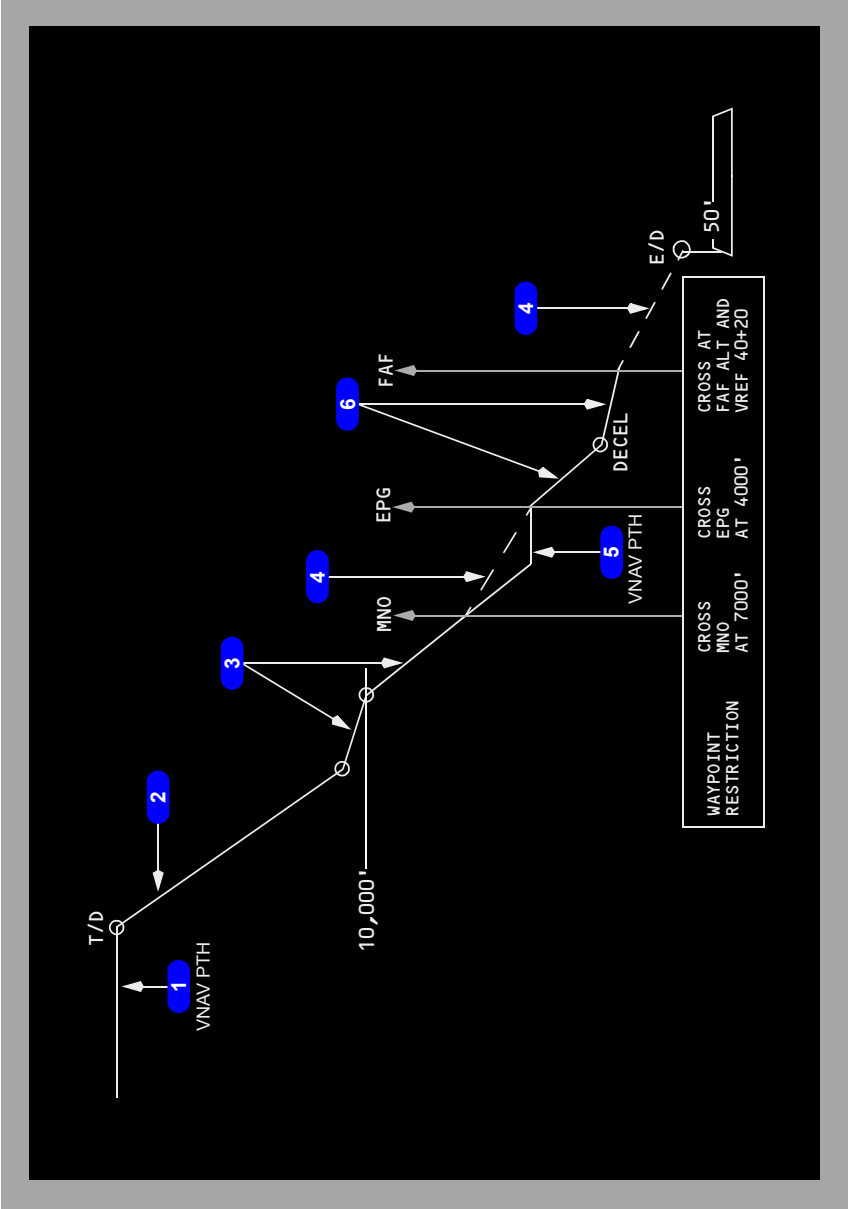 T/D
1
VNAV PTH
2
10,000'
3
MNO
4
EPG
5
VNAV PTH
6
FAF
DECEL
4
E/D
50'
WAYPOINT
RESTRICTION
CROSS
MNO
AT 7000'
CROSS
EPG
AT 4000'
CROSS AT
FAF ALT AND
VREF 40+20